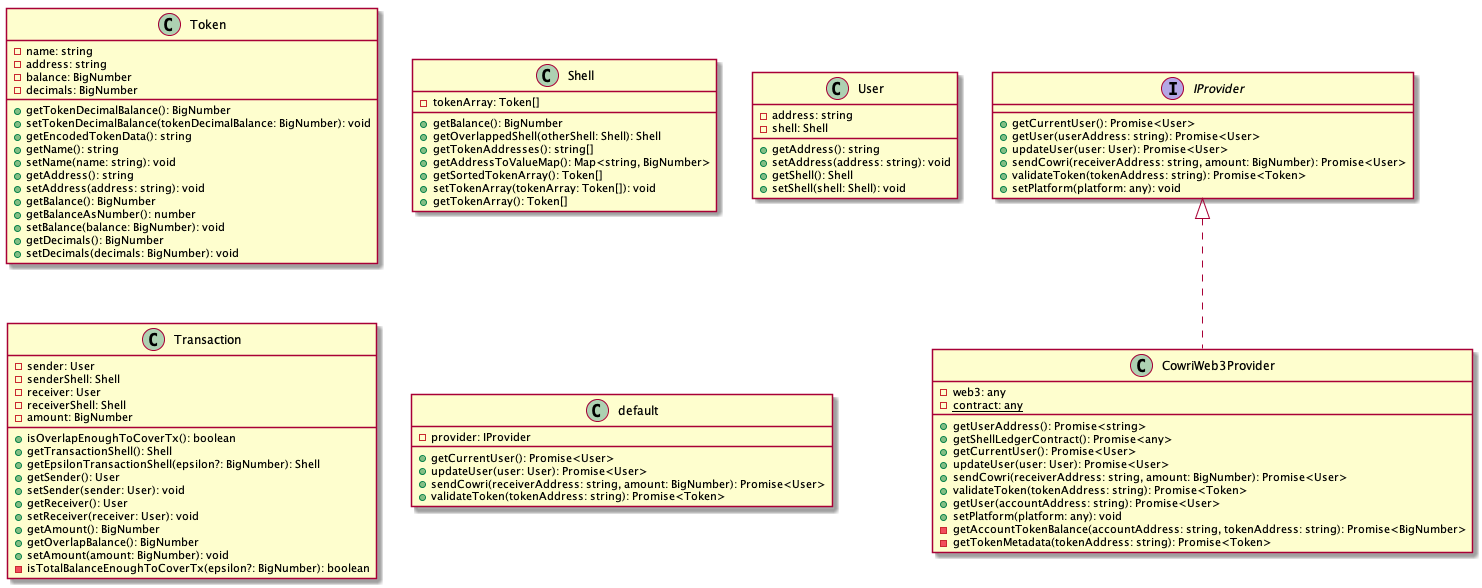 C Token
name: string
address: string
balance: BigNumber
decimals: BigNumber
getTokenDecimalBalance(): BigNumber
setTokenDecimalBalance(tokenDecimalBalance: BigNumber): void
getEncodedTokenData(): string
getName(): string
setName(name: string): void
getAddress(): string
setAddress(address: string): void
getBalance(): BigNumber
getBalanceAsNumber(): number
setBalance(balance: BigNumber): void
getDecimals(): BigNumber
setDecimals(decimals: BigNumber): void
C Shell
tokenArray: Token[]
getBalance(): BigNumber
getOverlappedShell(otherShell: Shell): Shell
getTokenAddresses(): string[]
getAddressToValueMap(): Map<string, BigNumber>
getSortedTokenArray(): Token[]
setTokenArray(tokenArray: Token[]): void
getTokenArray(): Token[]
C User
address: string
shell: Shell
getAddress(): string
setAddress(address: string): void
getShell(): Shell
setShell(shell: Shell): void
I IProvider
getCurrentUser(): Promise<User>
getUser(userAddress: string): Promise<User>
updateUser(user: User): Promise<User>
sendCowri(receiverAddress: string, amount: BigNumber): Promise<User>
validateToken(tokenAddress: string): Promise<Token>
setPlatform(platform: any): void
C Transaction
sender: User
senderShell: Shell
receiver: User
receiverShell: Shell
amount: BigNumber
isOverlapEnoughToCoverTx(): boolean
getTransactionShell(): Shell
getEpsilonTransactionShell(epsilon?: BigNumber): Shell
getSender(): User
setSender(sender: User): void
getReceiver(): User
setReceiver(receiver: User): void
getAmount(): BigNumber
getOverlapBalance(): BigNumber
setAmount(amount: BigNumber): void
isTotalBalanceEnoughToCoverTx(epsilon?: BigNumber): boolean
C default
provider: IProvider
getCurrentUser(): Promise<User>
updateUser(user: User): Promise<User>
sendCowri(receiverAddress: string, amount: BigNumber): Promise<User>
validateToken(tokenAddress: string): Promise<Token>
C CowriWeb3Provider
web3: any
contract: any
getUserAddress(): Promise<string>
getShellLedgerContract(): Promise<any>
getCurrentUser(): Promise<User>
updateUser(user: User): Promise<User>
sendCowri(receiverAddress: string, amount: BigNumber): Promise<User>
validateToken(tokenAddress: string): Promise<Token>
getUser(accountAddress: string): Promise<User>
setPlatform(platform: any): void
getAccountTokenBalance(accountAddress: string, tokenAddress: string): Promise<BigNumber>
getTokenMetadata(tokenAddress: string): Promise<Token>